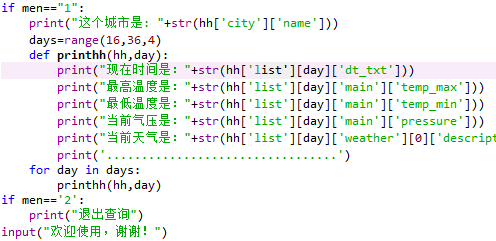 if men=="1":
    print("这个城市是："+str(hh['city']['name']))
    days=range(16,36,4)
    def printhh(hh,day):
        print("现在时间是："+str(hh['list'][day]['dt_txt']))
        print("最高温度是："+str(hh['list'][day]['main']['temp_max']))
        print("最低温度是："+str(hh['list'][day]['main']['temp_min']))
        print("当前气压是："+str(hh['list'][day]['main']['pressure']))
        print("当前天气是："+str(hh['list'][day]['weather'][0]['descript
        print('..................................')
    for day in days:
        printhh(hh,day)
if men=='2':
    print("退出查询")
input("欢迎使用，谢谢！")